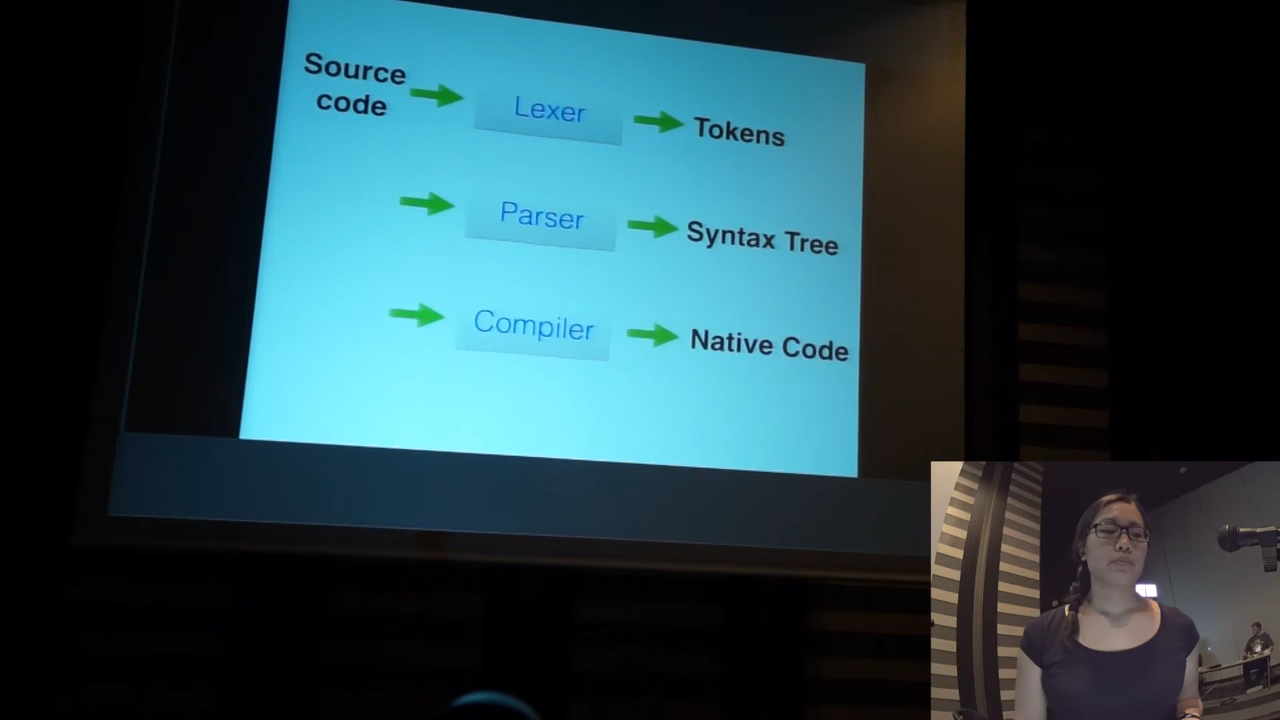 Source
code
Lexer
Tokens
Parser
Syntax Tree
Compiler
Native Code